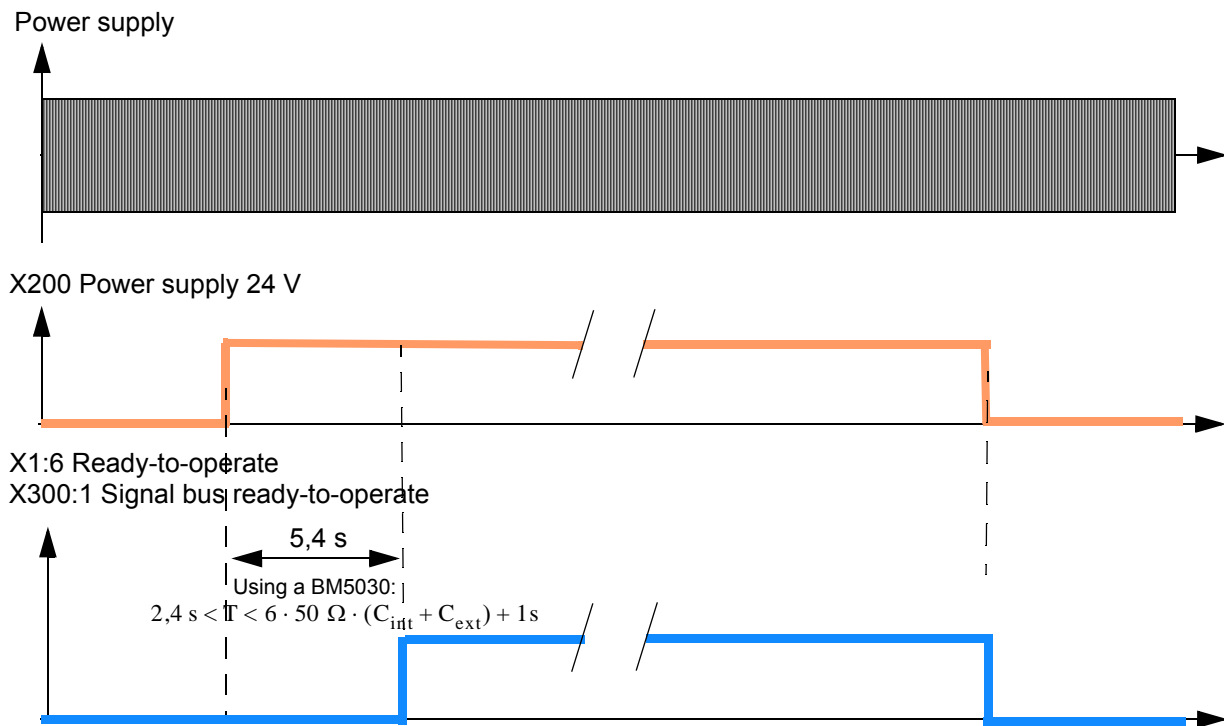 Power supply
X200 Power supply 24 V
X1:6 Ready-to-operate
X300:1 Signal bus ready-to-operate
5,4 s
Using a BM5030:
2,4 s < T < 6 · 50 Ω · (C_int + C_ext) + 1s